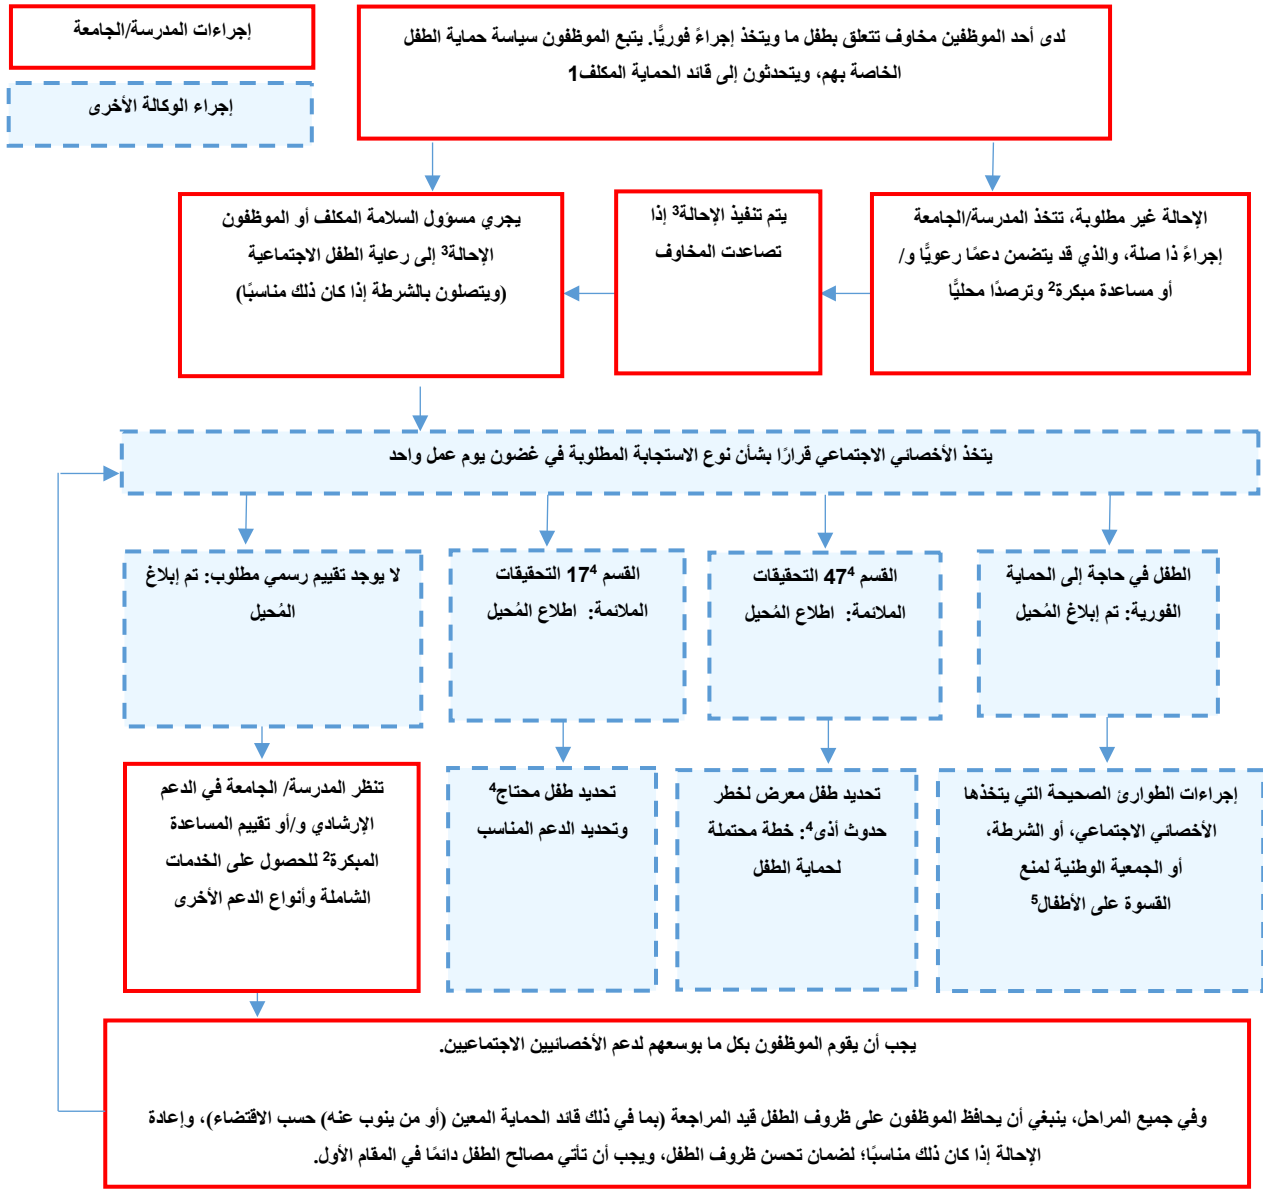 إجراءات المدرسة/الجامعة
إجراء الوكالة الأخرى
لدى أحد الموظفين مخاوف تتعلق بطفل ما ويتخذ إجراءً فوريًا. يتبع الموظفون سياسة حماية الطفل
الخاصة بهم، ويتحدثون إلى قائد الحماية المكلف1
الإحالة غير مطلوبة، تتخذ المدرسة/الجامعة
إجراءً ذا صلة، والذي قد يتضمن دعمًا رعويًّا و/
أو مساعدة مبكرة² وترصدًا محليًّا
يتم تنفيذ الإحالة³ إذا
تصاعدت المخاوف
يجري مسؤول السلامة المكلف أو الموظفون
الإحالة³ إلى رعاية الطفل الاجتماعية
(ويتصلون بالشرطة إذا كان ذلك مناسبًا)
يتخذ الأخصائي الاجتماعي قرارًا بشأن نوع الاستجابة المطلوبة في غضون يوم عمل واحد
الطفل في حاجة إلى الحماية
الفورية: تم إبلاغ المُحيل
القسم 47⁴ التحقيقات
الملائمة: اطلاع المُحيل
القسم 17⁴ التحقيقات
الملائمة: اطلاع المُحيل
لا يوجد تقييم رسمي مطلوب: تم إبلاغ
المُحيل
إجراءات الطوارئ الصحيحة التي يتخذها
الأخصائي الاجتماعي، أو الشرطة،
أو الجمعية الوطنية لمنع
القسوة على الأطفال⁵
تحديد طفل معرض لخطر
حدوث أذى⁴: خطة محتملة
لحماية الطفل
تحديد طفل محتاج⁴
وتحديد الدعم المناسب
تنظر المدرسة/ الجامعة في الدعم
الإرشادي و/أو تقييم المساعدة
المبكرة² للحصول على الخدمات
الشاملة وأنواع الدعم الأخرى
يجب أن يقوم الموظفون بكل ما بوسعهم لدعم الأخصائيين الاجتماعيين.
وفي جميع المراحل، ينبغي أن يحافظ الموظفون على ظروف الطفل قيد المراجعة (بما في ذلك قائد الحماية المعين (أو من ينوب عنه) حسب الاقتضاء)، وإعادة
الإحالة إذا كان ذلك مناسبًا؛ لضمان تحسن ظروف الطفل، ويجب أن تأتي مصالح الطفل دائمًا في المقام الأول.